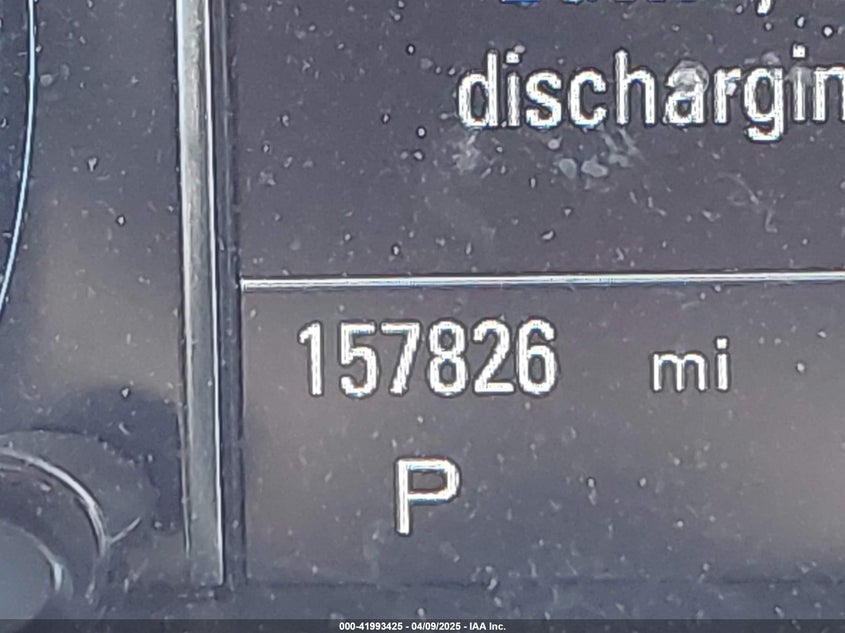 dischargin
157826 mi
P
000-41993425 - 04/09/2025 - IAA Inc.